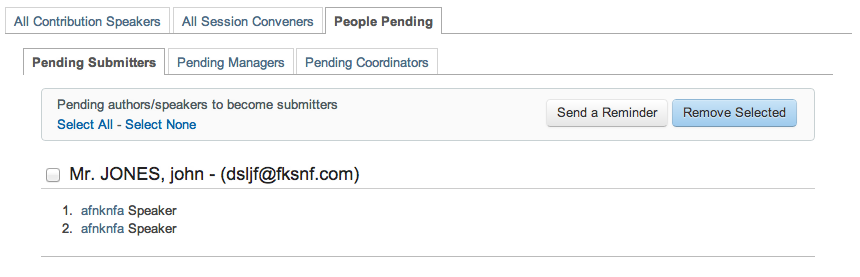 All Contribution Speakers All Session Conveners People Pending
Pending Submitters Pending Managers Pending Coordinators
Pending authors/speakers to become submitters
Select All - Select None
Send a Reminder Remove Selected
Mr. JONES, john - (dsljf@fksnf.com)
1. afnknfa Speaker
2. afnknfa Speaker